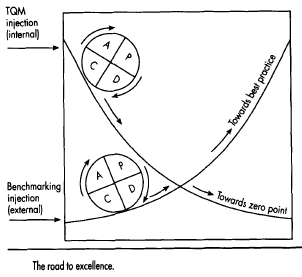 TQM
injection
(internal)
A
P
C
D
Towards best practice
A
P
C
D
Benchmarking
injection
(external)
Towards zero point
The road to excellence.